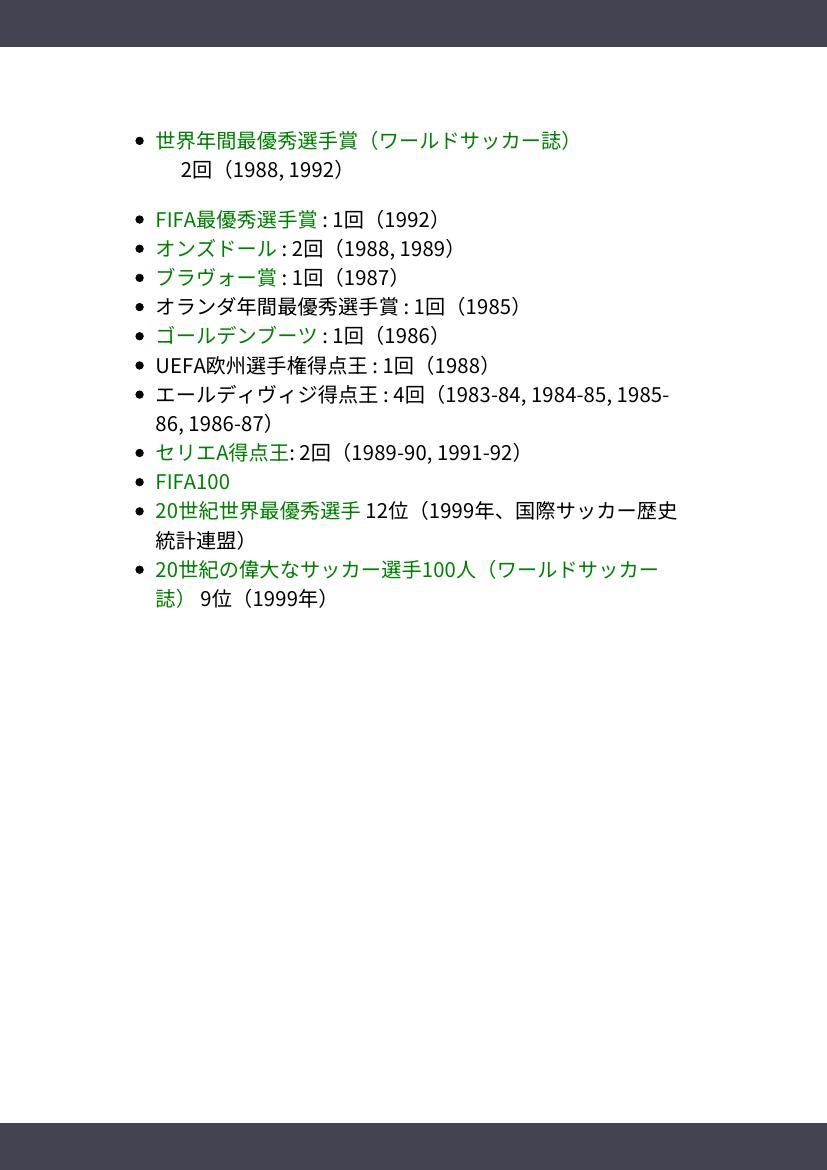 世界年間最優秀選手賞（ワールドサッカー誌）
2回（1988, 1992）
FIFA最優秀選手賞 : 1回（1992）
オンズドール : 2回（1988, 1989）
ブラヴォー賞 : 1回（1987）
オランダ年間最優秀選手賞 : 1回（1985）
ゴールデンブーツ : 1回（1986）
UEFA欧州選手権得点王 : 1回（1988）
エールディヴィジ得点王 : 4回（1983-84, 1984-85, 1985-
86, 1986-87）
セリエA得点王: 2回（1989-90, 1991-92）
FIFA100
20世紀世界最優秀選手 12位（1999年、国際サッカー歴史
統計連盟）
20世紀の偉大なサッカー選手100人（ワールドサッカー
誌） 9位（1999年）